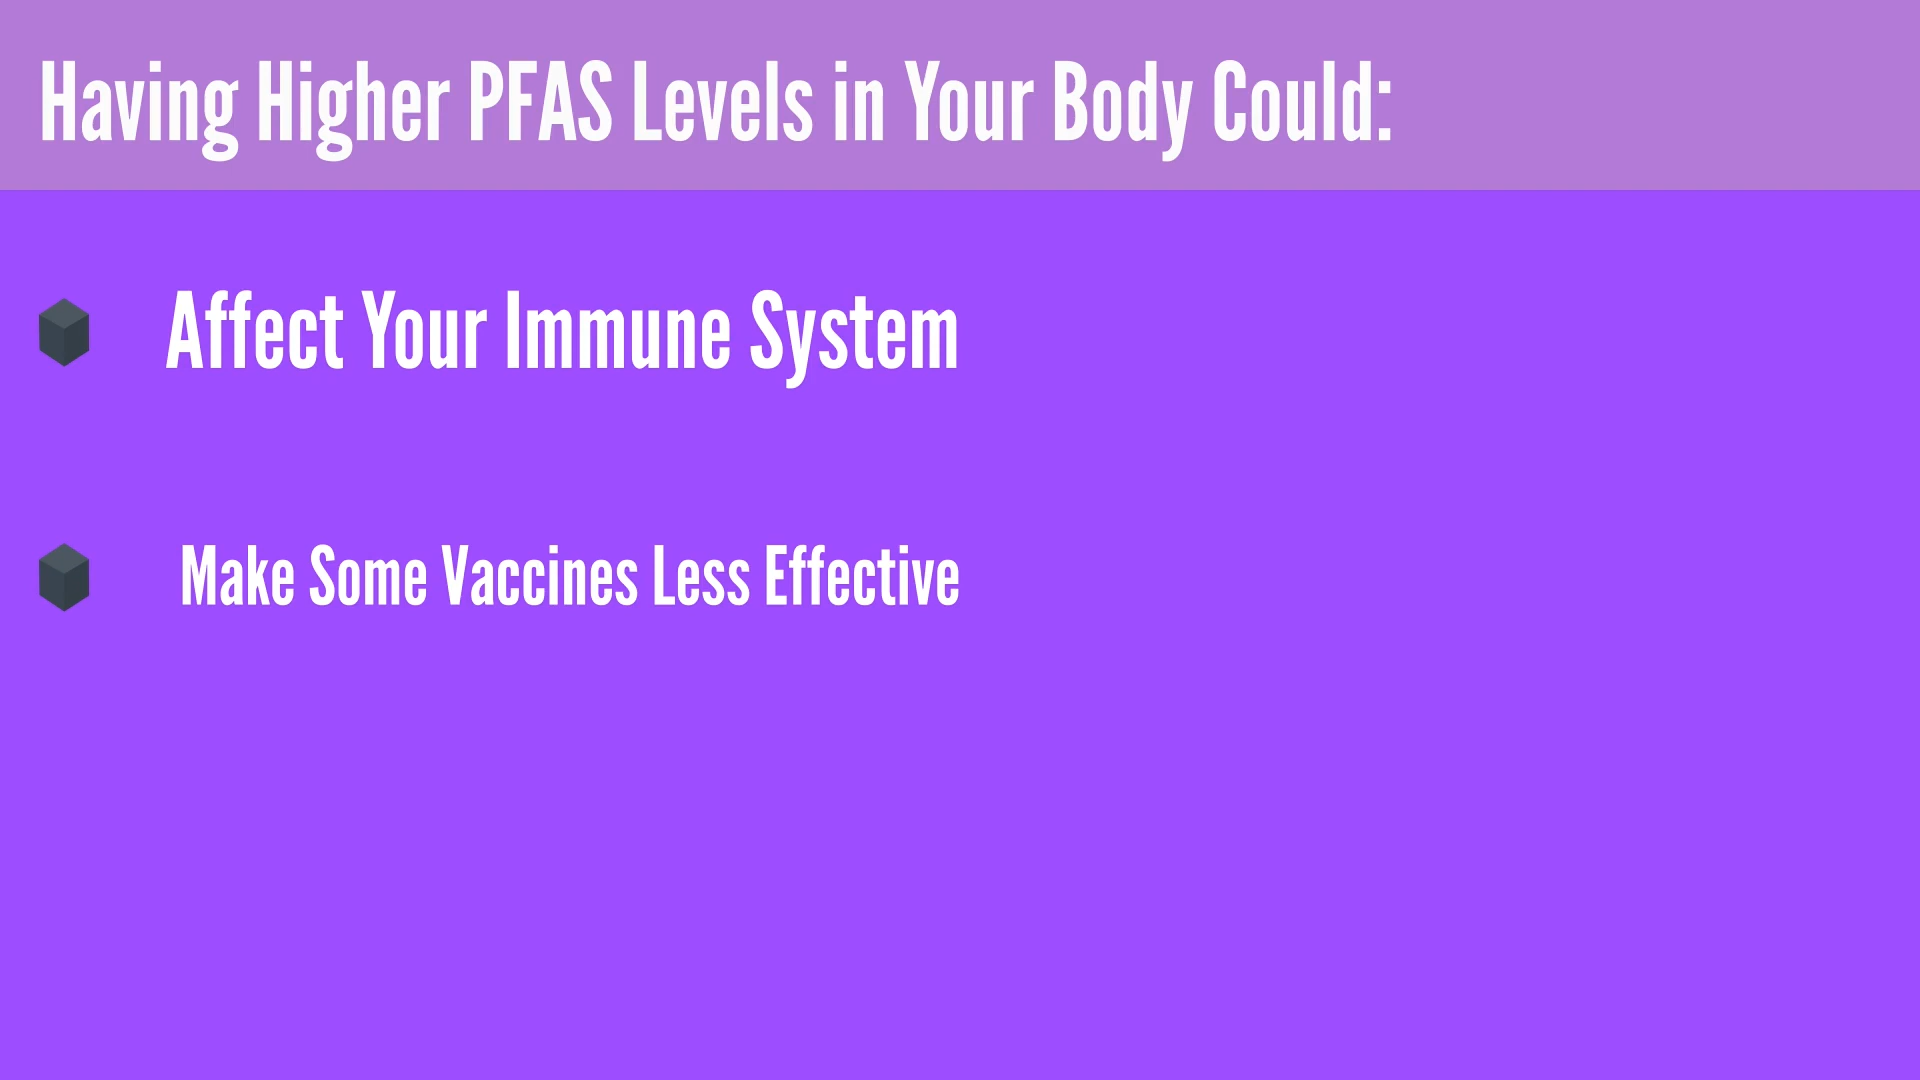 Having Higher PFAS Levels in Your Body Could:
Affect Your Immune System
Make Some Vaccines Less Effective